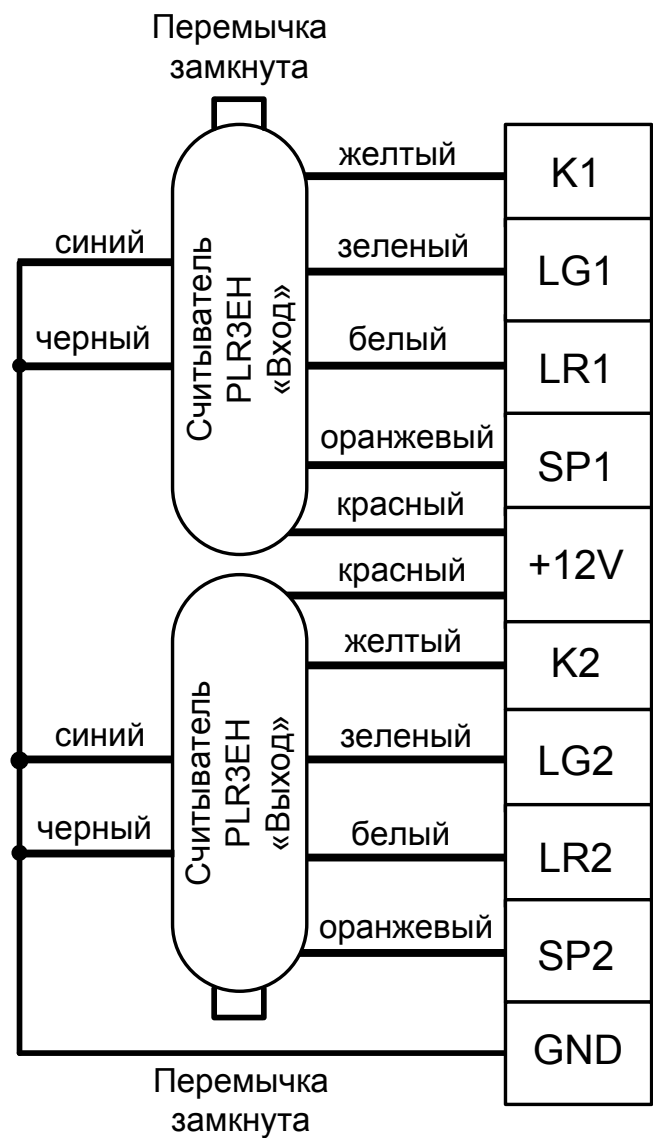 Перемычка
замкнута
желтый
K1
синий
зеленый
LG1
черный
Считыватель
PLR3EH
«Вход»
белый
LR1
оранжевый
SP1
красный
+12V
красный
желтый
K2
синий
Считыватель
PLR3EH
«Выход»
зеленый
LG2
черный
белый
LR2
оранжевый
SP2
GND
Перемычка
замкнута